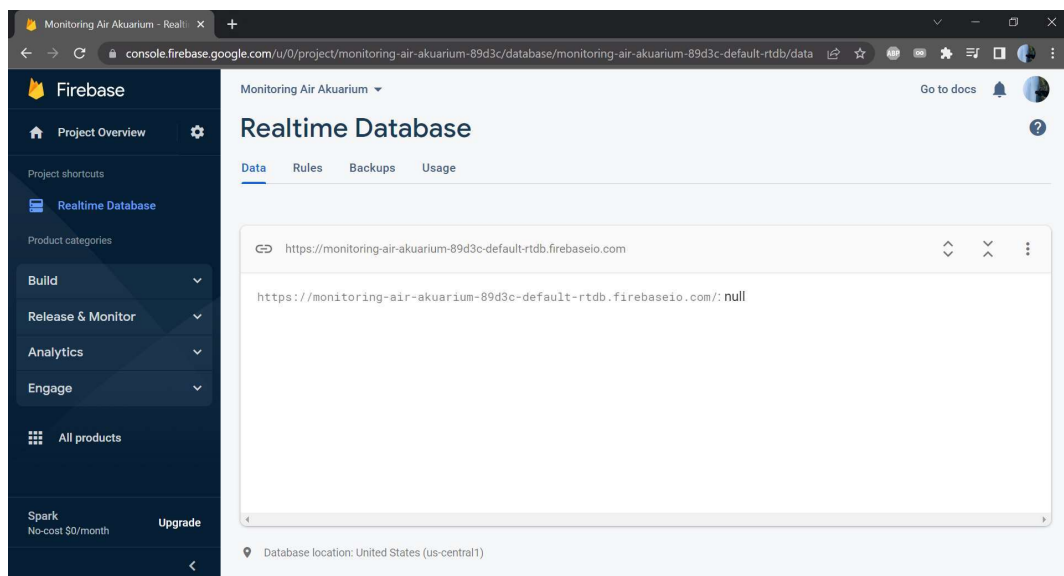 Monitoring Air Akuarium - Realti
console.firebase.google.com/u/0/project/monitoring-air-akuarium-89d3c/database/monitoring-air-akuarium-89d3c-default-rtdb/data
ABP
Firebase
Project Overview
Project shortcuts
Realtime Database
Product categories
Build
Release & Monitor
Analytics
Engage
All products
Spark
No-cost $0/month
Upgrade
Monitoring Air Akuarium
Go to docs
Realtime Database
Data Rules Backups Usage
https://monitoring-air-akuarium-89d3c-default-rtdb.firebaseio.com
https://monitoring-air-akuarium-89d3c-default-rtdb.firebaseio.com/: null
Database location: United States (us-central1)